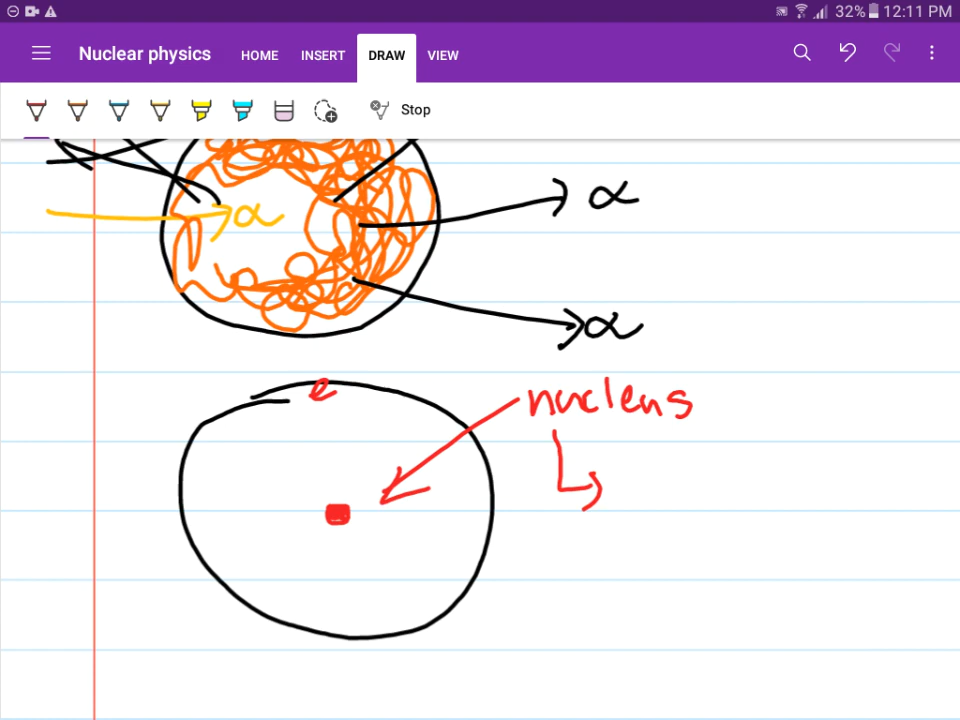 32% 12:11 PM
Nuclear physics HOME INSERT DRAW VIEW
Stop
α
α
α
e
nucleus